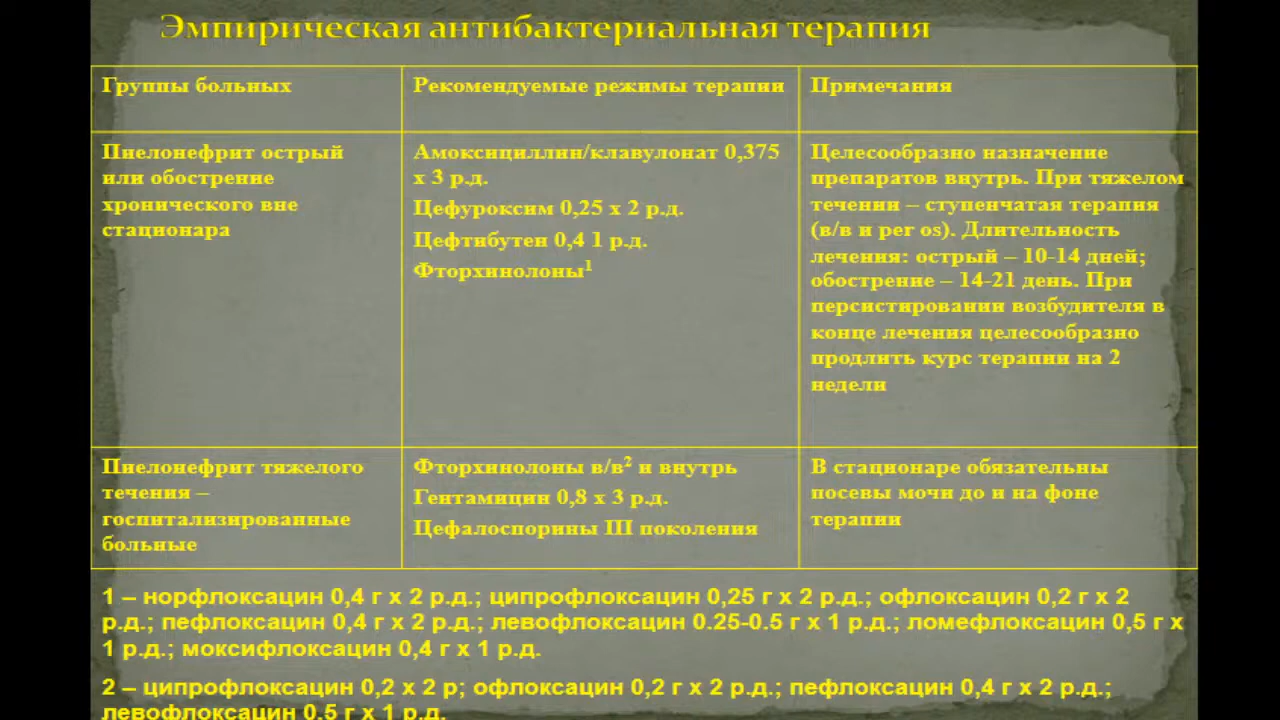 Эмпирическая антибактериальная терапия
Группы больных
Рекомендуемые режимы терапии
Примечания
Пиелонефрит острый
или обострение
хронического вне
стационара
Амоксициллин/клавулонат 0,375
х 3 р.д.
Цефуроксим 0,25 х 2 р.д.
Цефтибутен 0,4 1 р.д.
Фторхинолоны1
Целесообразно назначение
препаратов внутрь. При тяжелом
течении – ступенчатая терапия
(в/в и per os). Длительность
лечения: острый – 10-14 дней;
обострение – 14-21 день. При
персистировании возбудителя в
конце лечения целесообразно
продлить курс терапии на 2
недели
Пиелонефрит тяжелого
течения –
госпитализированные
больные
Фторхинолоны в/в2 и внутрь
Гентамицин 0,8 х 3 р.д.
Цефалоспорины III поколения
В стационаре обязательны
посевы мочи до и на фоне
терапии
1 – норфлоксацин 0,4 г х 2 р.д.; ципрофлоксацин 0,25 г х 2 р.д.; офлоксацин 0,2 г х 2
р.д.; пефлоксацин 0,4 г х 2 р.д.; левофлоксацин 0.25-0.5 г х 1 р.д.; ломефлоксацин 0,5 г х
1 р.д.; моксифлоксацин 0,4 г х 1 р.д.
2 – ципрофлоксацин 0,2 х 2 р; офлоксацин 0,2 г х 2 р.д.; пефлоксацин 0,4 г х 2 р.д.;
левофлоксацин 0,5 г х 1 р.д.